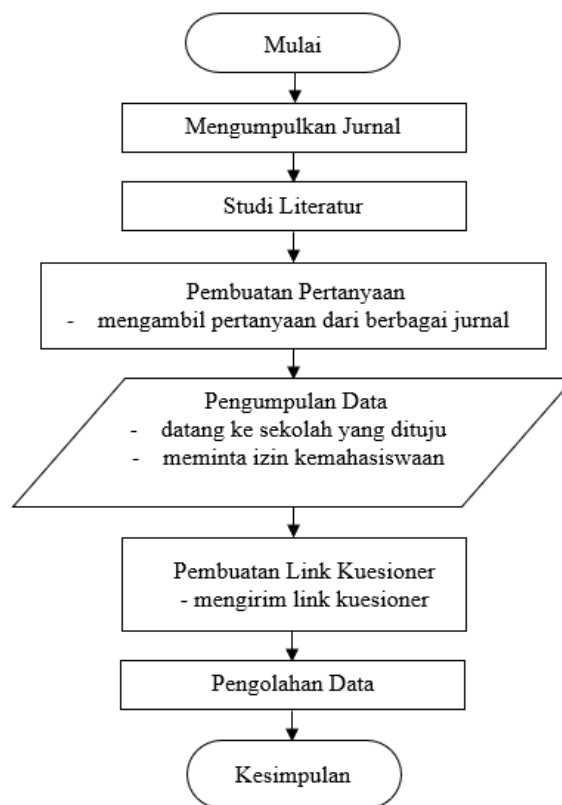 Mulai
Mengumpulkan Jurnal
Studi Literatur
Pembuatan Pertanyaan
- mengambil pertanyaan dari berbagai jurnal
Pengumpulan Data
- datang ke sekolah yang dituju
- meminta izin kemahasiswaan
Pembuatan Link Kuesioner
- mengirim link kuesioner
Pengolahan Data
Kesimpulan